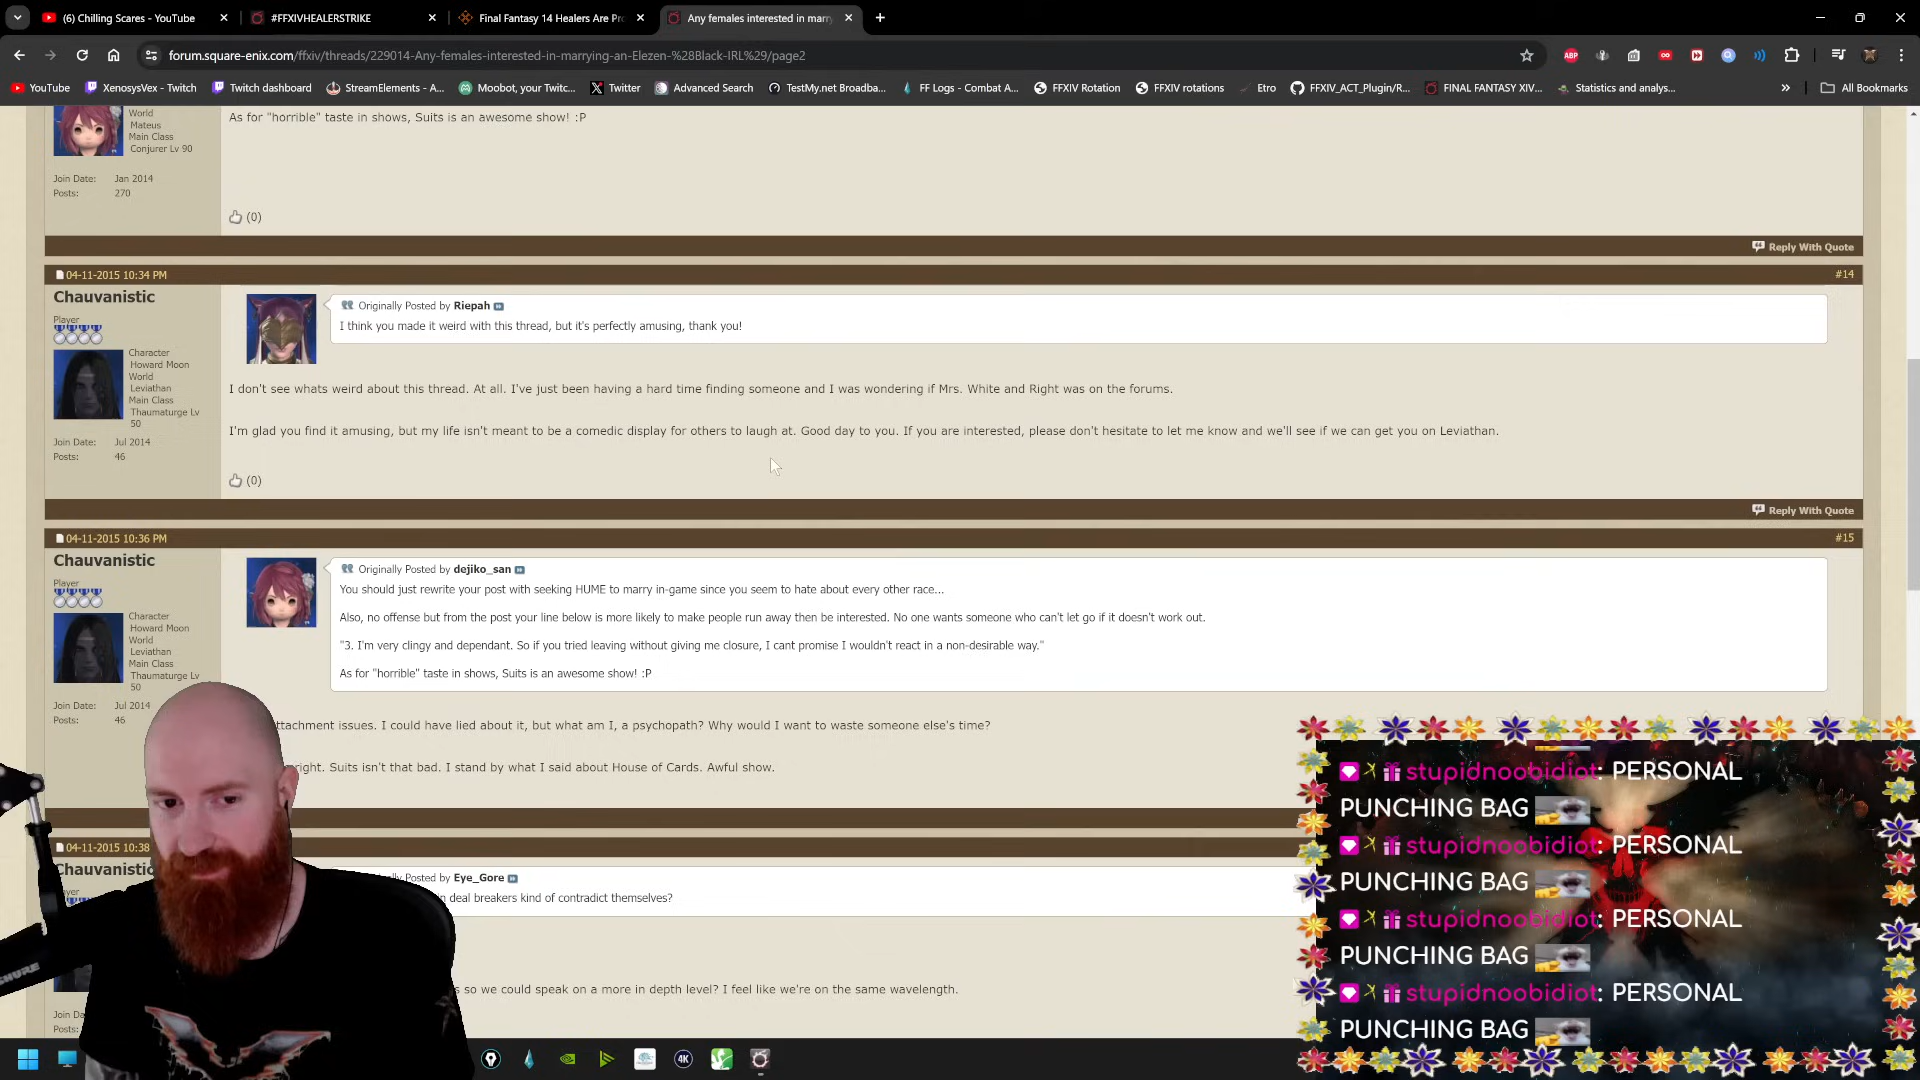 (6) Chilling Scares - YouTube
#FFXIVHEALERSTRIKE
Final Fantasy 14 Healers Are Pr
Any females interested in marry
forum.square-enix.com/ffxiv/threads/229014-Any-females-interested-in-marrying-an-Elezen-%28Black-IRL%29/page2
YouTube
XenosysVex - Twitch
Twitch dashboard
StreamElements - A...
Moobot, your Twitc...
Twitter
Advanced Search
TestMy.net Broadba...
FF Logs - Combat A...
FFXIV Rotation
FFXIV rotations
Etro
FFXIV_ACT_Plugin/R...
FINAL FANTASY XIV...
Statistics and analys...
»
All Bookmarks
World
Mateus
Main Class
Conjurer Lv 90
Join Date: Jan 2014
Posts: 270
As for "horrible" taste in shows, Suits is an awesome show! :P
(0)
Reply With Quote
04-11-2015 10:34 PM
#14
Chauvanistic
Player
Character
Howard Moon
World
Leviathan
Main Class
Thaumaturge Lv
50
Join Date: Jul 2014
Posts: 46
Originally Posted by Riepah
I think you made it weird with this thread, but it's perfectly amusing, thank you!
I don't see whats weird about this thread. At all. I've just been having a hard time finding someone and I was wondering if Mrs. White and Right was on the forums.
I'm glad you find it amusing, but my life isn't meant to be a comedic display for others to laugh at. Good day to you. If you are interested, please don't hesitate to let me know and we'll see if we can get you on Leviathan.
(0)
Reply With Quote
04-11-2015 10:36 PM
#15
Chauvanistic
Player
Character
Howard Moon
World
Leviathan
Main Class
Thaumaturge Lv
50
Join Date: Jul 2014
Posts: 46
Originally Posted by dejiko_san
You should just rewrite your post with seeking HUME to marry in-game since you seem to hate about every other race...
Also, no offense but from the post your line below is more likely to make people run away then be interested. No one wants someone who can't let go if it doesn't work out.
"3. I'm very clingy and dependant. So if you tried leaving without giving me closure, I cant promise I wouldn't react in a non-desirable way."
As for "horrible" taste in shows, Suits is an awesome show! :P
ttachment issues. I could have lied about it, but what am I, a psychopath? Why would I want to waste someone else's time?
right. Suits isn't that bad. I stand by what I said about House of Cards. Awful show.
04-11-2015 10:38
Chauvanistic
Posted by Eye_Gore
deal breakers kind of contradict themselves?
s so we could speak on a more in depth level? I feel like we're on the same wavelength.
Join Da
Posts:
SHURE
4K
stupidnoobidiot: PERSONAL
PUNCHING BAG
stupidnoobidiot: PERSONAL
PUNCHING BAG
stupidnoobidiot: PERSONAL
PUNCHING BAG
stupidnoobidiot: PERSONAL
PUNCHING BAG